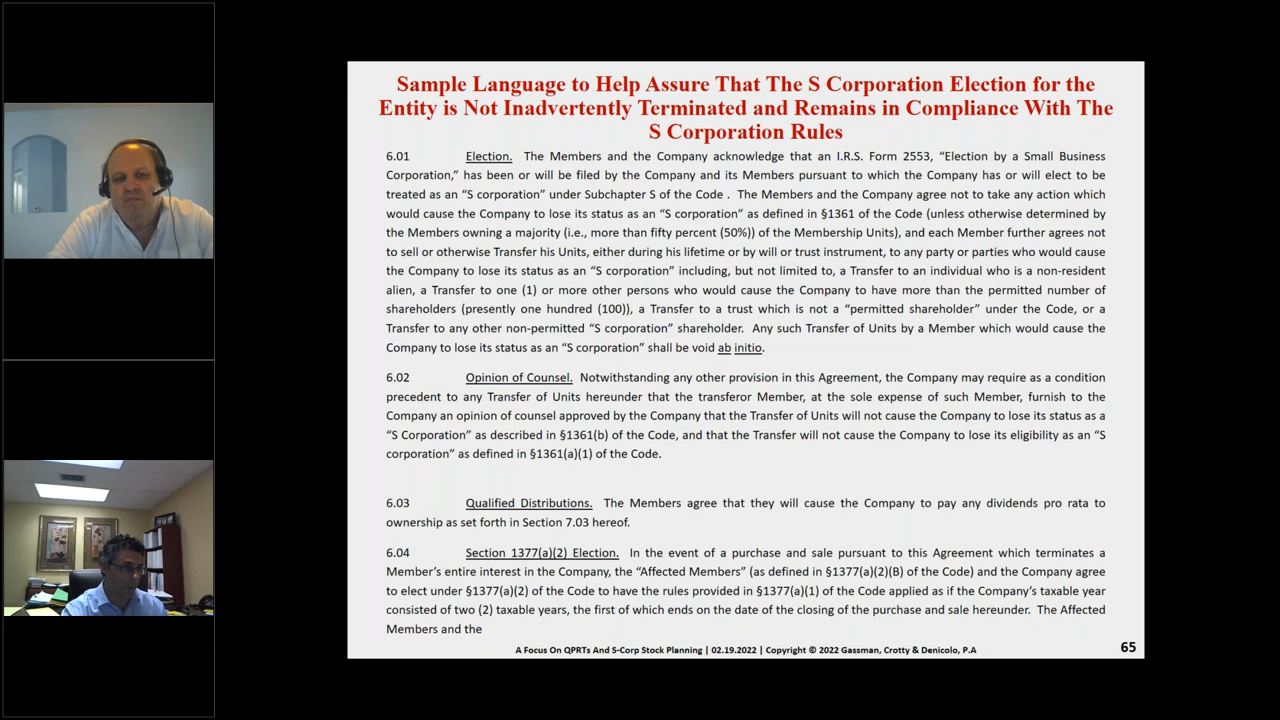 Sample Language to Help Assure That The S Corporation Election for the
Entity is Not Inadvertently Terminated and Remains in Compliance With The
S Corporation Rules
6.01 Election. The Members and the Company acknowledge that an I.R.S. Form 2553, “Election by a Small Business
Corporation,” has been or will be filed by the Company and its Members pursuant to which the Company has or will elect to be
treated as an “S corporation” under Subchapter S of the Code . The Members and the Company agree not to take any action which
would cause the Company to lose its status as an “S corporation” as defined in §1361 of the Code (unless otherwise determined by
the Members owning a majority (i.e., more than fifty percent (50%)) of the Membership Units), and each Member further agrees not
to sell or otherwise Transfer his Units, either during his lifetime or by will or trust instrument, to any party or parties who would cause
the Company to lose its status as an “S corporation” including, but not limited to, a Transfer to an individual who is a non-resident
alien, a Transfer to one (1) or more other persons who would cause the Company to have more than the permitted number of
shareholders (presently one hundred (100)), a Transfer to a trust which is not a “permitted shareholder” under the Code, or a
Transfer to any other non-permitted “S corporation” shareholder. Any such Transfer of Units by a Member which would cause the
Company to lose its status as an “S corporation” shall be void ab initio.
6.02 Opinion of Counsel. Notwithstanding any other provision in this Agreement, the Company may require as a condition
precedent to any Transfer of Units hereunder that the transferor Member, at the sole expense of such Member, furnish to the
Company an opinion of counsel approved by the Company that the Transfer of Units will not cause the Company to lose its status as a
“S Corporation” as described in §1361(b) of the Code, and that the Transfer will not cause the Company to lose its eligibility as an “S
corporation” as defined in §1361(a)(1) of the Code.
6.03 Qualified Distributions. The Members agree that they will cause the Company to pay any dividends pro rata to
ownership as set forth in Section 7.03 hereof.
6.04 Section 1377(a)(2) Election. In the event of a purchase and sale pursuant to this Agreement which terminates a
Member’s entire interest in the Company, the “Affected Members” (as defined in §1377(a)(2)(B) of the Code) and the Company agree
to elect under §1377(a)(2) of the Code to have the rules provided in §1377(a)(1) of the Code applied as if the Company’s taxable year
consisted of two (2) taxable years, the first of which ends on the date of the closing of the purchase and sale hereunder. The Affected
Members and the
A Focus On QPRTs And S-Corp Stock Planning | 02.19.2022 | Copyright © 2022 Gassman, Crotty & Denicolo, P.A
65